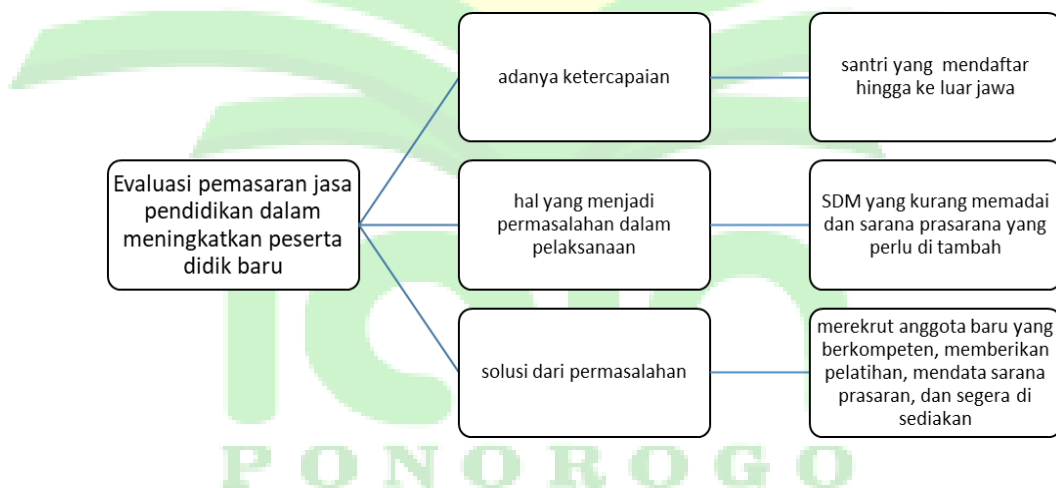 Evaluasi pemasaran jasa
pendidikan dalam
meningkatkan peserta
didik baru
adanya ketercapaian
santri yang  mendaftar
hingga ke luar jawa
hal yang menjadi
permasalahan dalam
pelaksanaan
SDM yang kurang memadai
dan sarana prasarana yang
perlu di tambah
solusi dari permasalahan
merekrut anggota baru yang
berkompeten, memberikan
pelatihan, mendata sarana
prasaran, dan segera di
sediakan
iain
PONOROGO